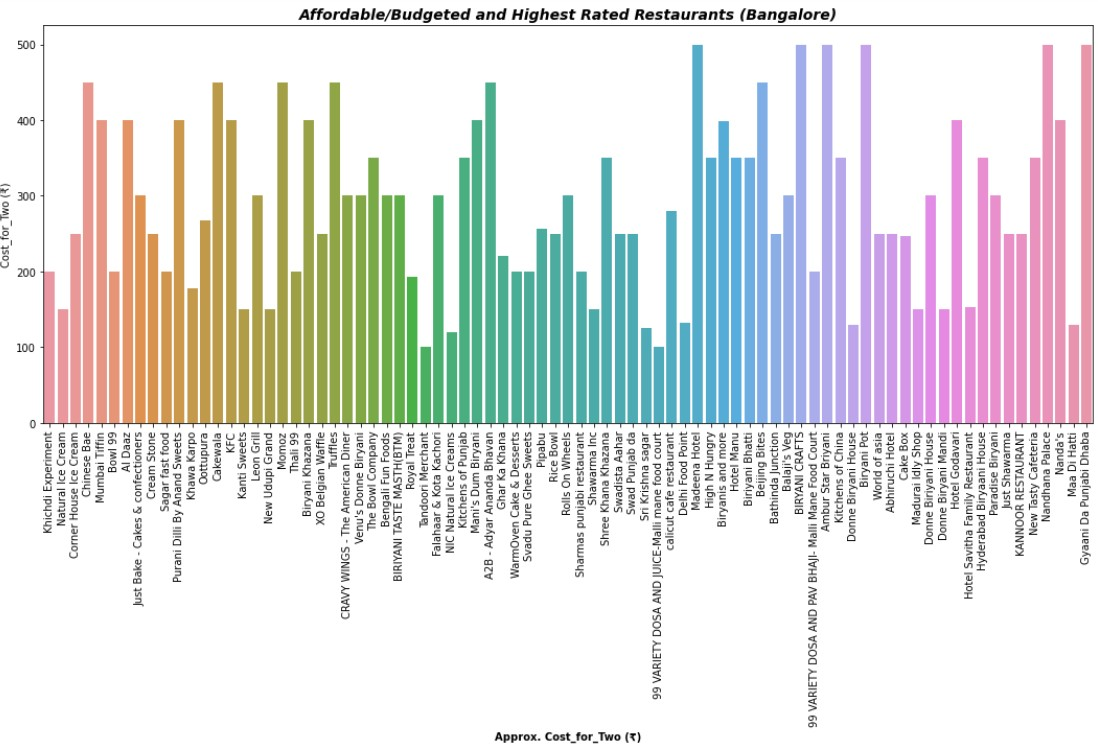 Affordable/Budgeted and Highest Rated Restaurants (Bangalore)
Cost_for_Two (₹)
500
400
300
200
100
0
Khichdi Experiment
Natural Ice Cream
Corner House Ice Cream
Chinese Bae
Mumbai Tiffin
Bowl 99
Al Daaz
Just Bake - Cakes & confectioners
Cream Stone
Sagar fast food
Purani Dilli By Anand Sweets
Khawa Karpo
Oottupura
Cakewala
KFC
Kanti Sweets
Leon Grill
New Udupi Grand
Momoz
Thali 99
Biryani Khazana
XO Belgian Waffle
Truffles
CRAVY WINGS - The American Diner
Venu's Donne Biryani
The Bowl Company
Bengali Fun Foods
BIRIYANI TASTE MASTH(BTM)
Royal Treat
Tandoori Merchant
Falahaar & Kota Kachori
NIC Natural Ice Creams
Kitchens of Punjab
Mani's Dum Biryani
A2B - Adyar Ananda Bhavan
Ghar Ka Khana
WarmOven Cake & Desserts
Svadu Pure Ghee Sweets
Pipabu
Rice Bowl
Rolls On Wheels
Sharmas punjabi restaurant
Shawarma Inc
Shree Khana Khazana
Swadista Aahar
Swad Punjab da
Sri Krishna sagar
99 VARIETY DOSA AND JUICE-Malli mane food court
calicut cafe restaurant
Delhi Food Point
Madeena Hotel
High N Hungry
Biryanis and more
Hotel Manu
Biriyani Bhatti
Beijing Bites
Bathinda Junction
Balaji's Veg
BIRYANI CRAFTS
99 VARIETY DOSA AND PAV BHAJI- Malli Mane Food Court
Ambur Star Briyani
Kitchens of China
Donne Biryani House
Biryani Pot
World of asia
Abhiruchi Hotel
Cake Box
Madurai Idly Shop
Donne Biriyani House
Donne Biryani Mandi
Hotel Godavari
Hotel Savitha Family Restaurant
Hyderabad Biryaani House
Paradise Biryani
Just Shawarma
KANNOOR RESTAURANT
New Tasty Cafeteria
Nandhana Palace
Nanda's
Maa Di Hatti
Gyaani Da Punjabi Dhaba
Approx. Cost_for_Two (₹)